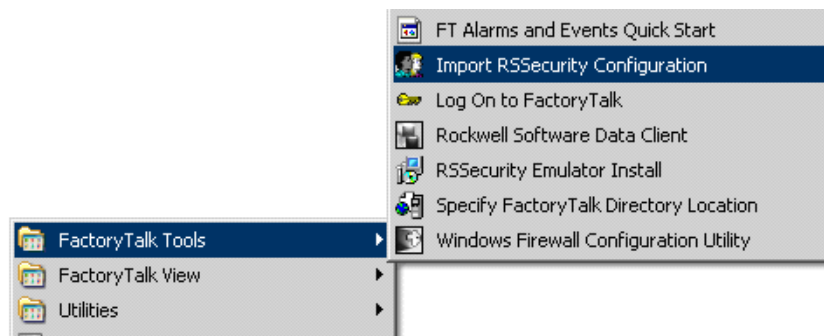 FT Alarms and Events Quick Start
Import RSSecurity Configuration
Log On to FactoryTalk
Rockwell Software Data Client
RSSecurity Emulator Install
Specify FactoryTalk Directory Location
Windows Firewall Configuration Utility
FactoryTalk Tools
FactoryTalk View
Utilities